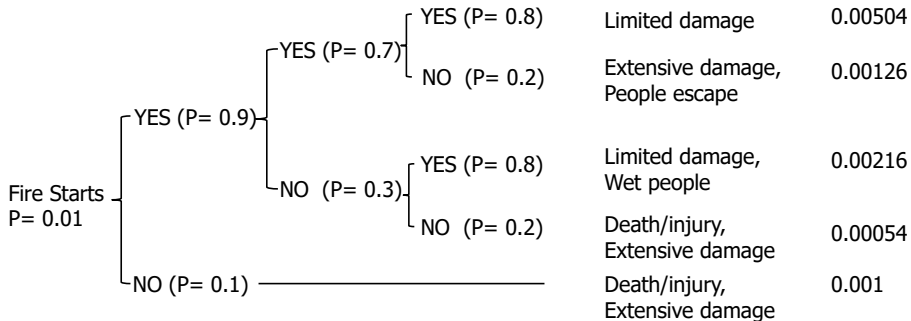 YES (P= 0.8)
Limited damage
0.00504
YES (P= 0.7)
NO (P= 0.2)
Extensive damage,
People escape
0.00126
YES (P= 0.9)
YES (P= 0.8)
Limited damage,
Wet people
0.00216
Fire Starts
P= 0.01
NO (P= 0.3)
NO (P= 0.2)
Death/injury,
Extensive damage
0.00054
NO (P= 0.1)
Death/injury,
Extensive damage
0.001